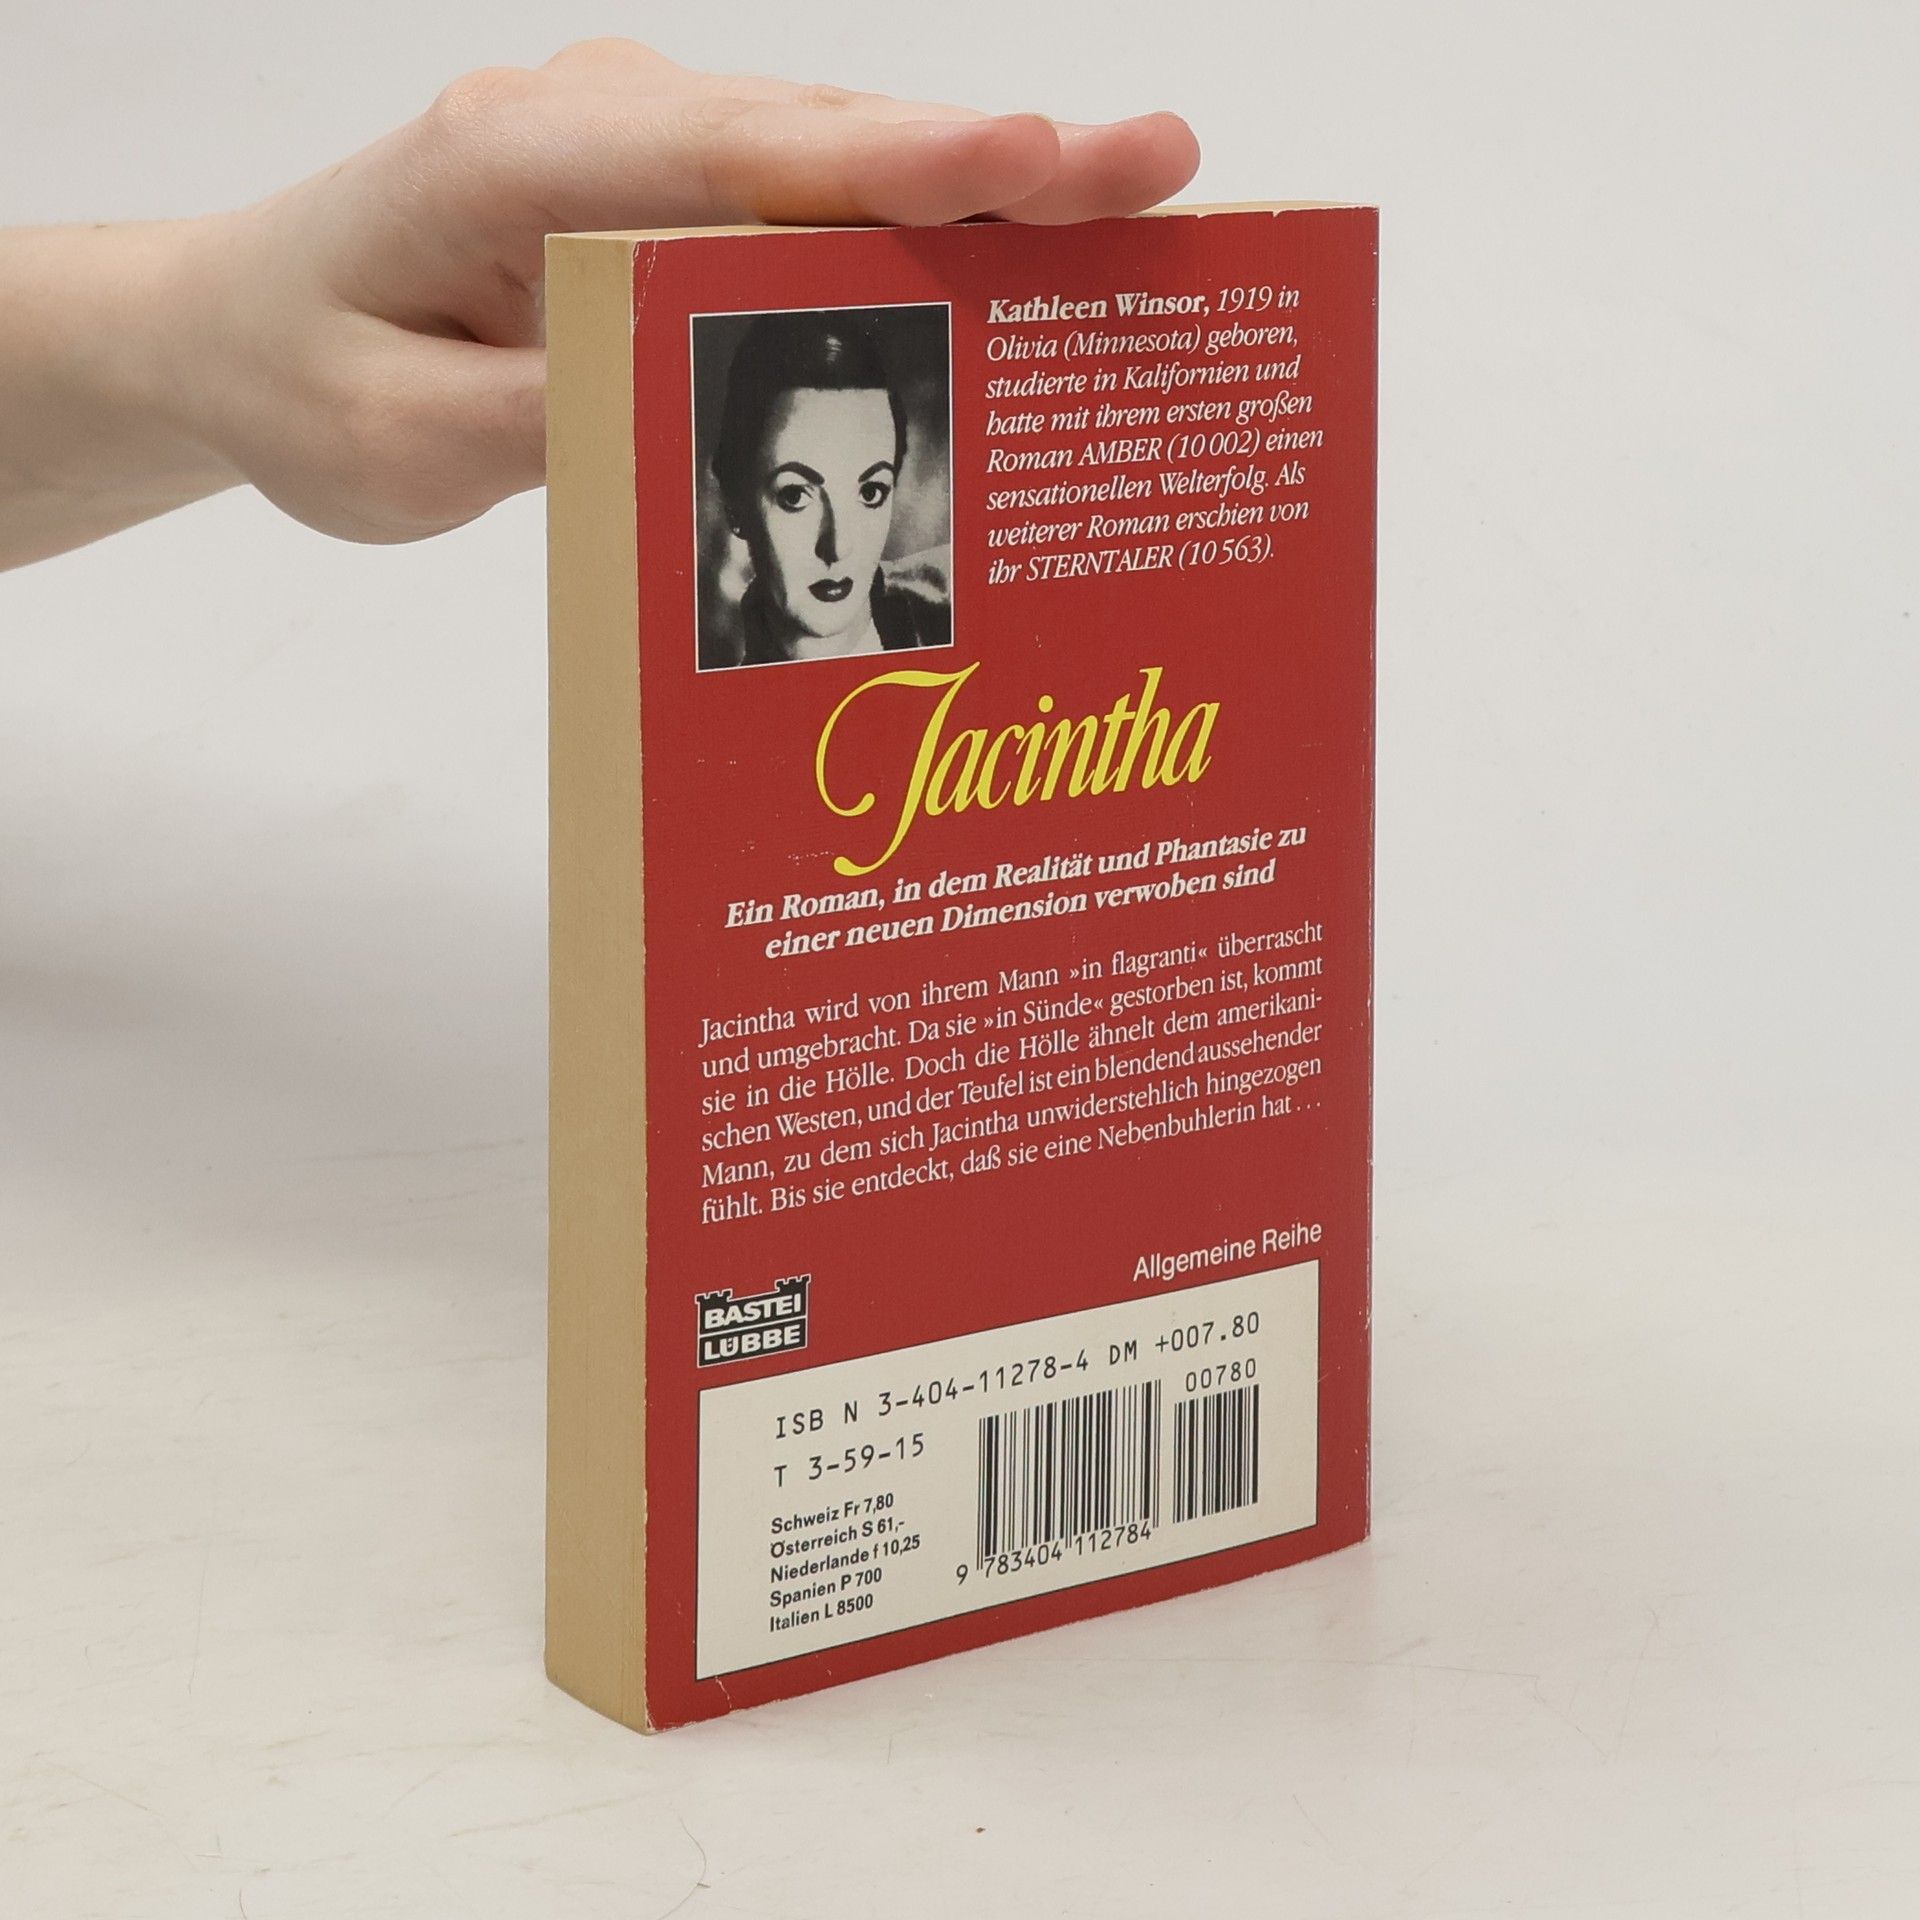 Kathleen Winsor, 1919 in
Olivia (Minnesota) geboren,
studierte in Kalifornien und
hatte mit ihrem ersten großen
Roman AMBER (10 002) einen
sensationellen Welterfolg. Als
weiterer Roman erschien von
ihr STERNTALER (10 563).
Jacintha
Ein Roman, in dem Realität und Phantasie zu
einer neuen Dimension verwoben sind
Jacintha wird von ihrem Mann »in flagranti« überrascht
und umgebracht. Da sie »in Sünde« gestorben ist, kommt
sie in die Hölle. Doch die Hölle ähnelt dem amerikani-
schen Westen, und der Teufel ist ein blendend aussehender
Mann, zu dem sich Jacintha unwiderstehlich hingezogen
fühlt. Bis sie entdeckt, daß sie eine Nebenbuhlerin hat ...
Allgemeine Reihe
BASTEI
LÜBBE
ISB N 3-404-11278-4 DM +007.80
00780
T 3-59-15
Schweiz Fr 7,80
Österreich S 61,-
Niederlande f 10,25
Spanien P 700
Italien L 8500
9 783404 112784